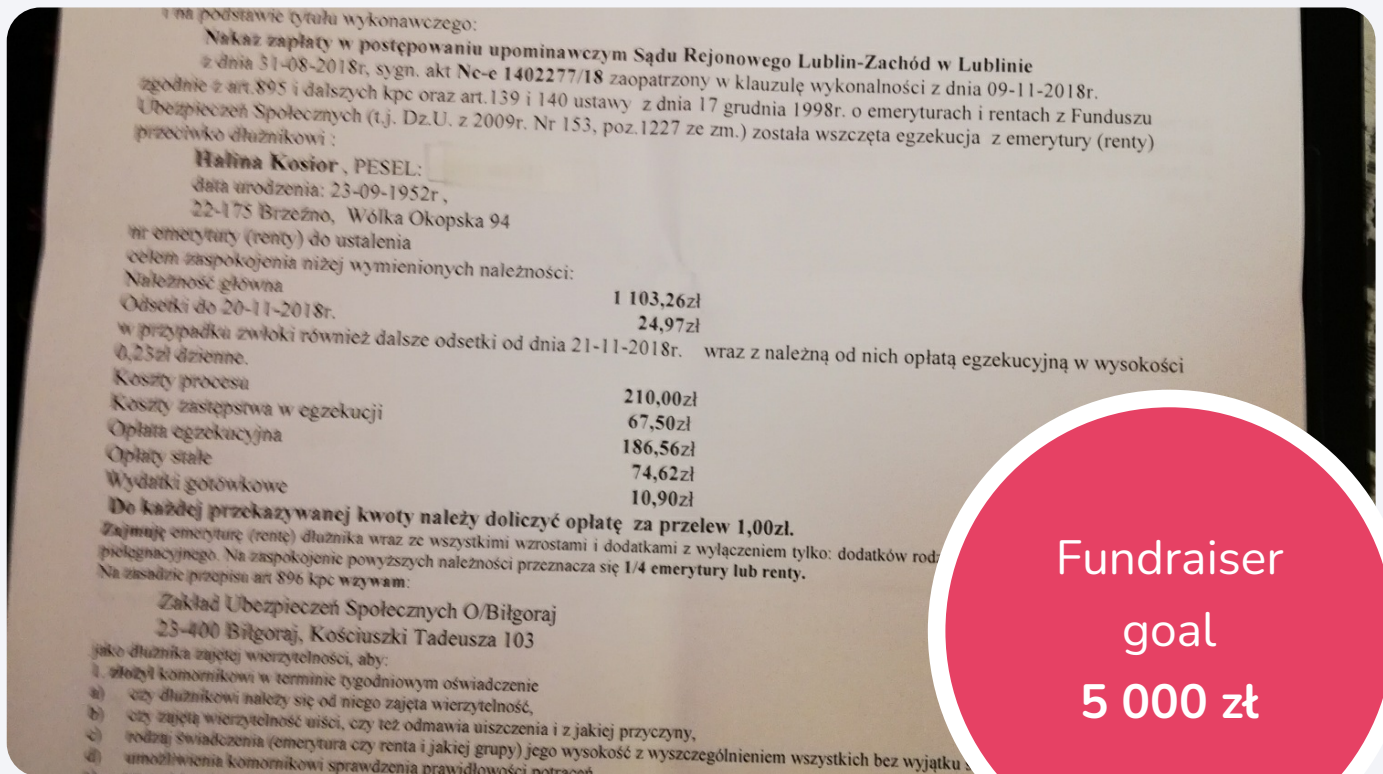 i na podstawie tytułu wykonawczego:
Nakaz zapłaty w postępowaniu upominawczym Sądu Rejonowego Lublin-Zachód w Lublinie
z dnia 31-08-2018r, sygn. akt Nc-e 1402277/18 zaopatrzony w klauzulę wykonalności z dnia 09-11-2018r.
zgodnie z art.895 i dalszych kpc oraz art.139 i 140 ustawy z dnia 17 grudnia 1998r. o emeryturach i rentach z Funduszu
Ubezpieczeń Społecznych (t.j. Dz.U. z 2009r. Nr 153, poz.1227 ze zm.) została wszczęta egzekucja z emerytury (renty)
przeciwko dłużnikowi :
Halina Kosior , PESEL:
data urodzenia: 23-09-1952r ,
22-175 Brzeźno, Wólka Okopska 94
nr emerytury (renty) do ustalenia
celem zaspokojenia niżej wymienionych należności:
Należność główna 1 103,26zł
Odsetki do 20-11-2018r. 24,97zł
w przypadku zwłoki również dalsze odsetki od dnia 21-11-2018r. wraz z należną od nich opłatą egzekucyjną w wysokości
0,23zł dzienne.
Koszty procesu 210,00zł
Koszty zastępstwa w egzekucji 67,50zł
Opłata egzekucyjna 186,56zł
Opłaty stałe 74,62zł
Wydatki gotówkowe 10,90zł
Do każdej przekazywanej kwoty należy doliczyć opłatę za przelew 1,00zł.
Zajmuję emeryturę (rentę) dłużnika wraz ze wszystkimi wzrostami i dodatkami z wyłączeniem tylko: dodatków
pielęgnacyjnego. Na zaspokojenie powyższych należności przeznacza się 1/4 emerytury lub renty.
Na zasadzie przepisu art 896 kpc wzywam:
Zakład Ubezpieczeń Społecznych O/Biłgoraj
23-400 Biłgoraj, Kościuszki Tadeusza 103
jako dłużnika zajętej wierzytelności, aby:
1. złożył komornikowi w terminie tygodniowym oświadczenie
a) czy dłużnikowi należy się od niego zajęta wierzytelność,
b) czy zajętą wierzytelność uiści, czy też odmawia uiszczenia i z jakiej przyczyny,
c) rodzaj świadczenia (emerytura czy renta i jakiej grupy) jego wysokość z wyszczególnieniem wszystkich bez wyjątku
d) umożliwienia komornikowi sprawdzenia prawidłowości potrąceń
Fundraiser
goal
5 000 zł